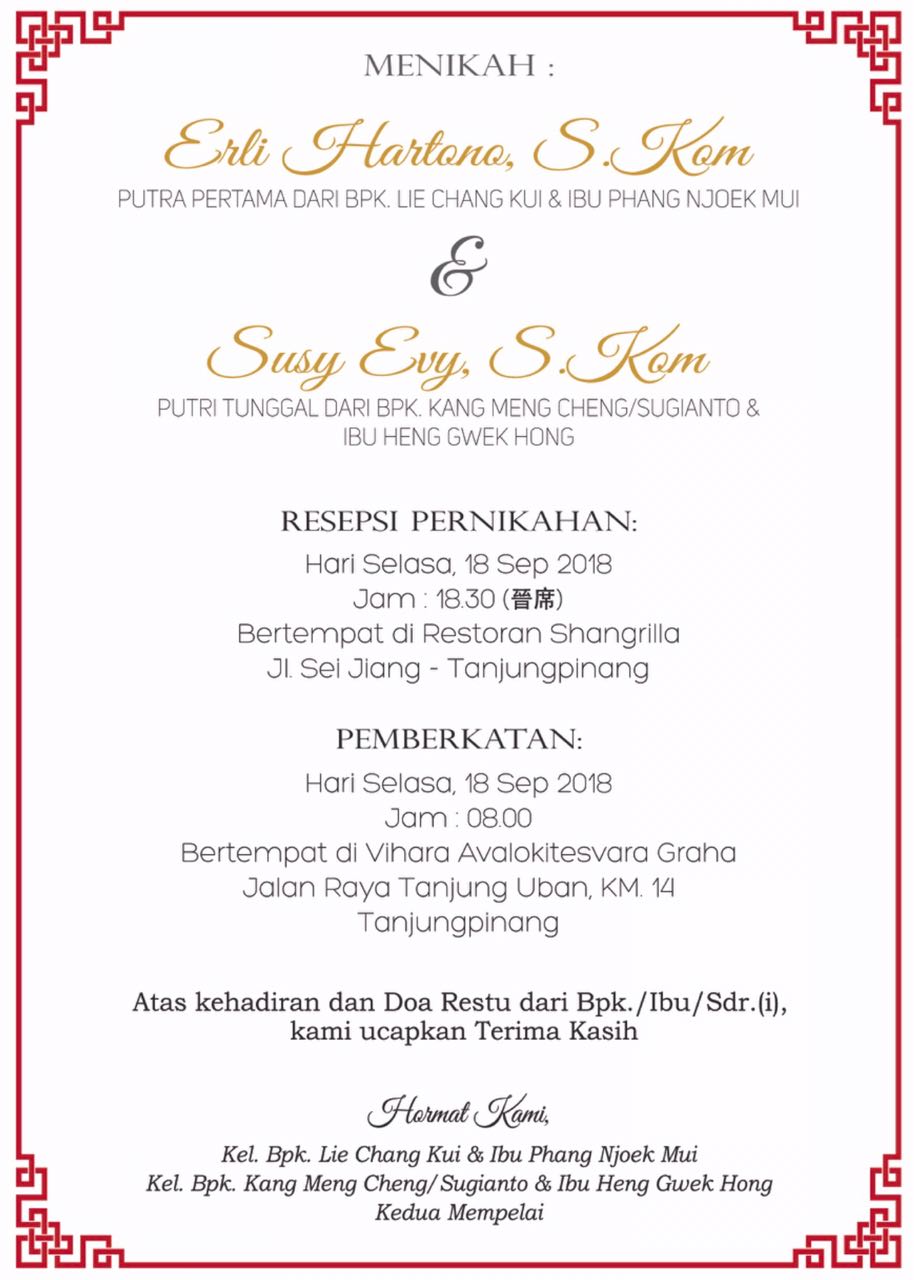 MENIKAH :
Erli Hartono, S.Kom
PUTRA PERTAMA DARI BPK. LIE CHANG KUI & IBU PHANG NJOEK MUI
&
Susy Evy, S.Kom
PUTRI TUNGGAL DARI BPK. KANG MENG CHENG/SUGIANTO &
IBU HENG GWEK HONG
RESEPSI PERNIKAHAN:
Hari Selasa, 18 Sep 2018
Jam : 18.30 (晉席)
Bertempat di Restoran Shangrilla
Jl. Sei Jiang - Tanjungpinang
PEMBERKATAN:
Hari Selasa, 18 Sep 2018
Jam : 08.00
Bertempat di Vihara Avalokitesvara Graha
Jalan Raya Tanjung Uban, KM. 14
Tanjungpinang
Atas kehadiran dan Doa Restu dari Bpk./Ibu/Sdr.(i),
kami ucapkan Terima Kasih
Hormat Kami,
Kel. Bpk. Lie Chang Kui & Ibu Phang Njoek Mui
Kel. Bpk. Kang Meng Cheng/Sugianto & Ibu Heng Gwek Hong
Kedua Mempelai